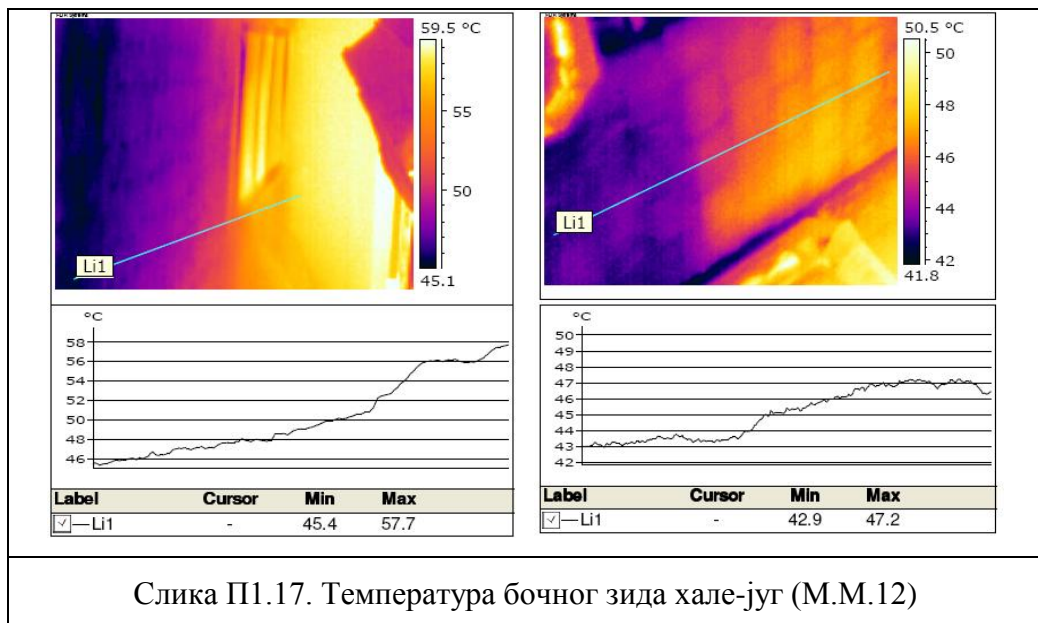 59.5 °C
55
50
45.1
Li1
50.5 °C
50
48
46
44
42
41.8
Li1
°C
58
56
54
52
50
48
46
Label Cursor Min Max
Li1 - 45.4 57.7
°C
50
49
48
47
46
45
44
43
42
Label Cursor Min Max
Li1 - 42.9 47.2
Слика П1.17. Температура бочног зида хале-југ (М.М.12)